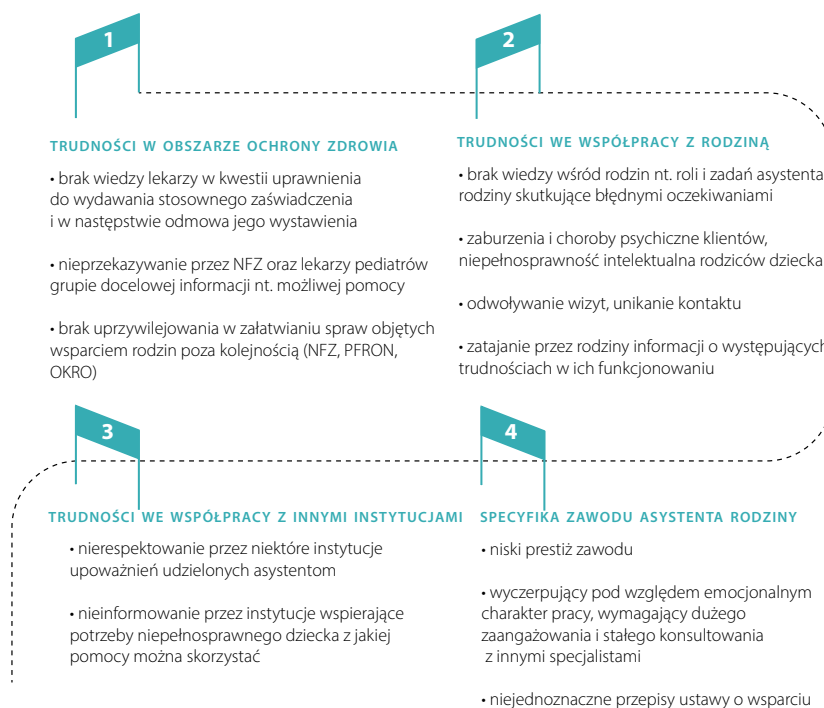 1
TRUDNOŚCI W OBSZARZE OCHRONY ZDROWIA
• brak wiedzy lekarzy w kwestii uprawnienia
do wydawania stosownego zaświadczenia
i w następstwie odmowa jego wystawienia
• nieprzekazywanie przez NFZ oraz lekarzy pediatrów
grupie docelowej informacji nt. możliwej pomocy
• brak uprzywilejowania w załatwianiu spraw objętych
wsparciem rodzin poza kolejnością (NFZ, PFRON,
OKRO)
2
TRUDNOŚCI WE WSPÓŁPRACY Z RODZINĄ
• brak wiedzy wśród rodzin nt. roli i zadań asystenta
rodziny skutkujące błędnymi oczekiwaniami
• zaburzenia i choroby psychiczne klientów,
niepełnosprawność intelektualna rodziców dziecka
• odwoływanie wizyt, unikanie kontaktu
• zatajanie przez rodziny informacji o występujących
trudnościach w ich funkcjonowaniu
3
TRUDNOŚCI WE WSPÓŁPRACY Z INNYMI INSTYTUCJAMI
• nierespektowanie przez niektóre instytucje
upoważnień udzielonych asystentom
• nieinformowanie przez instytucje wspierające
potrzeby niepełnosprawnego dziecka z jakiej
pomocy można skorzystać
4
SPECYFIKA ZAWODU ASYSTENTA RODZINY
• niski prestiż zawodu
• wyczerpujący pod względem emocjonalnym
charakter pracy, wymagający dużego
zaangażowania i stałego konsultowania
z innymi specjalistami
• niejednoznaczne przepisy ustawy o wsparciu